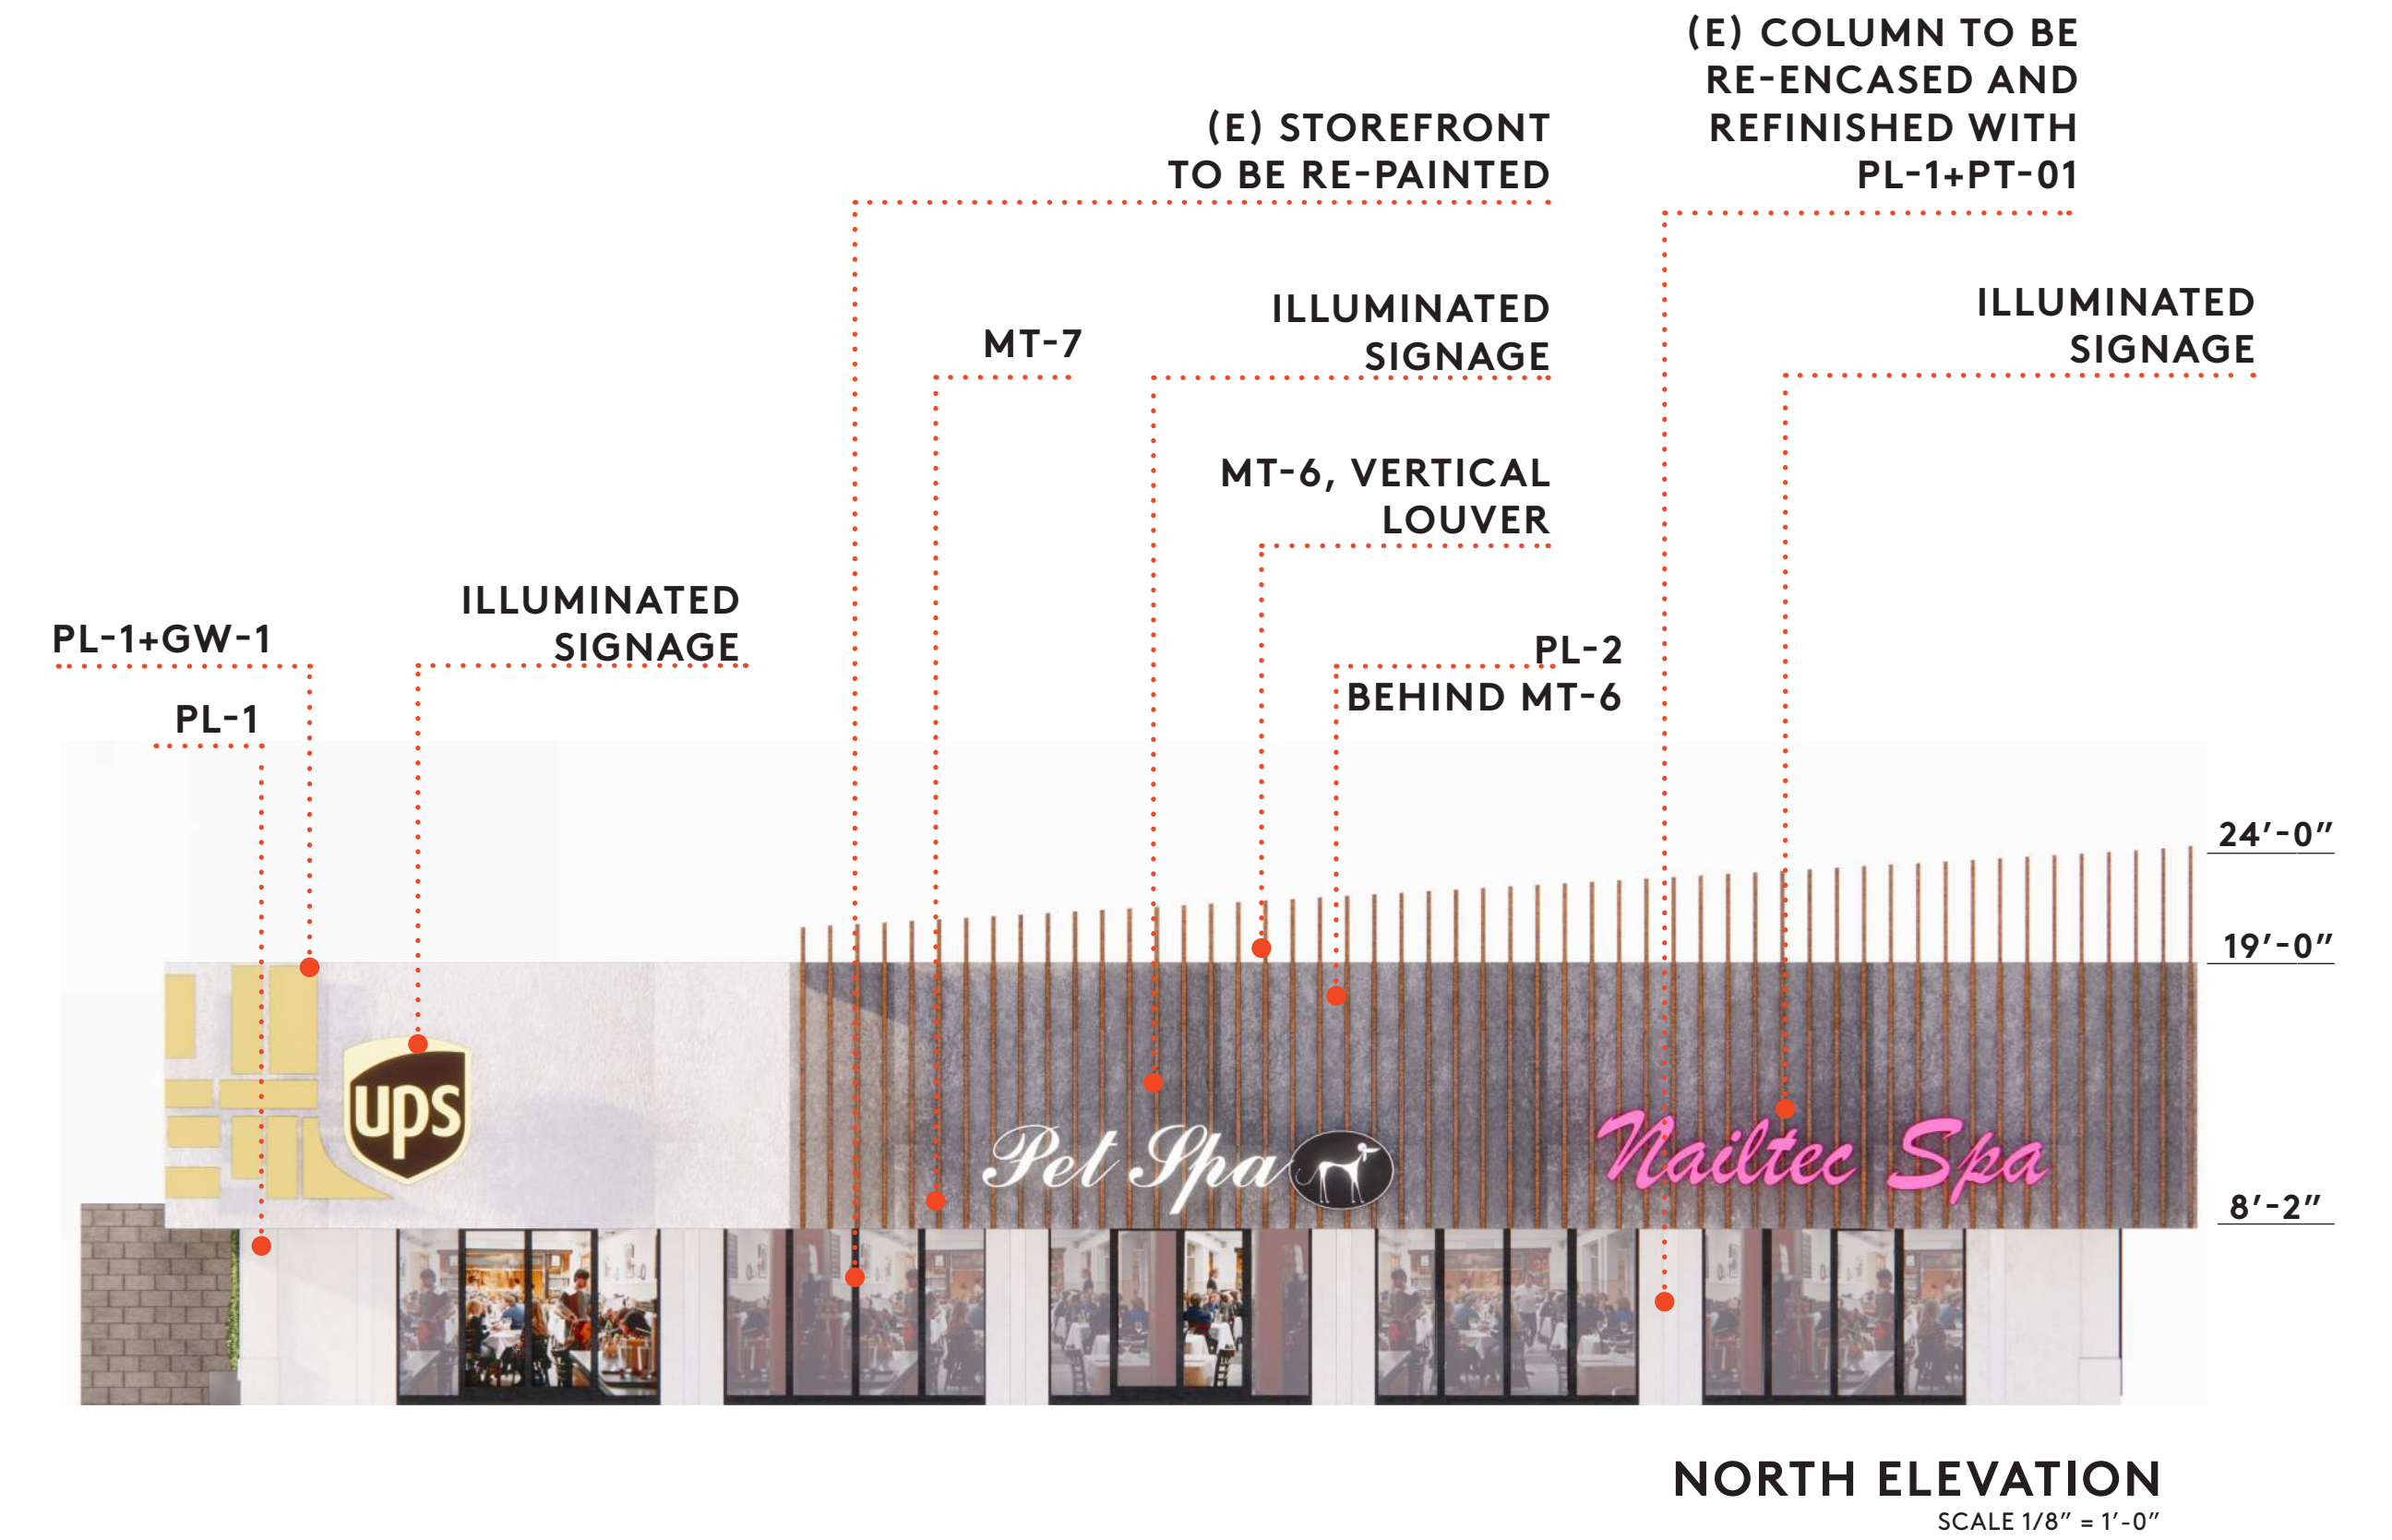 (E) COLUMN TO BE
RE-ENCASED AND
REFINISHED WITH
PL-1+PT-01
(E) STOREFRONT
TO BE RE-PAINTED
ILLUMINATED
SIGNAGE
MT-7
ILLUMINATED
SIGNAGE
MT-6, VERTICAL
LOUVER
ILLUMINATED
SIGNAGE
PL-1+GW-1
PL-2
BEHIND MT-6
PL-1
24'-0"
19'-0"
8'-2"
ups
Pet Spa
Nailtec Spa
NORTH ELEVATION
SCALE 1/8" = 1'-0"